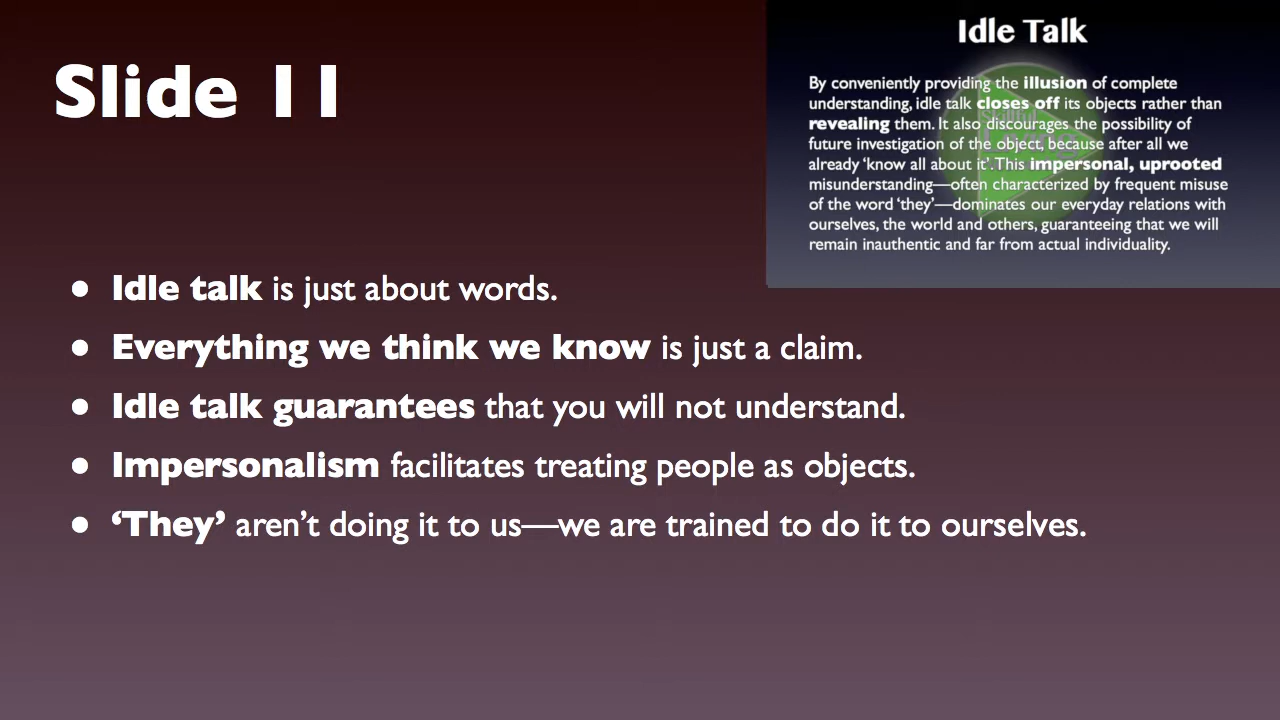 Slide 11
Idle Talk
By conveniently providing the illusion of complete
understanding, idle talk closes off its objects rather than
revealing them. It also discourages the possibility of
future investigation of the object, because after all we
already ‘know all about it’. This impersonal, uprooted
misunderstanding—often characterized by frequent misuse
of the word ‘they’—dominates our everyday relations with
ourselves, the world and others, guaranteeing that we will
remain inauthentic and far from actual individuality.
● Idle talk is just about words.
● Everything we think we know is just a claim.
● Idle talk guarantees that you will not understand.
● Impersonalism facilitates treating people as objects.
● ‘They’ aren’t doing it to us—we are trained to do it to ourselves.